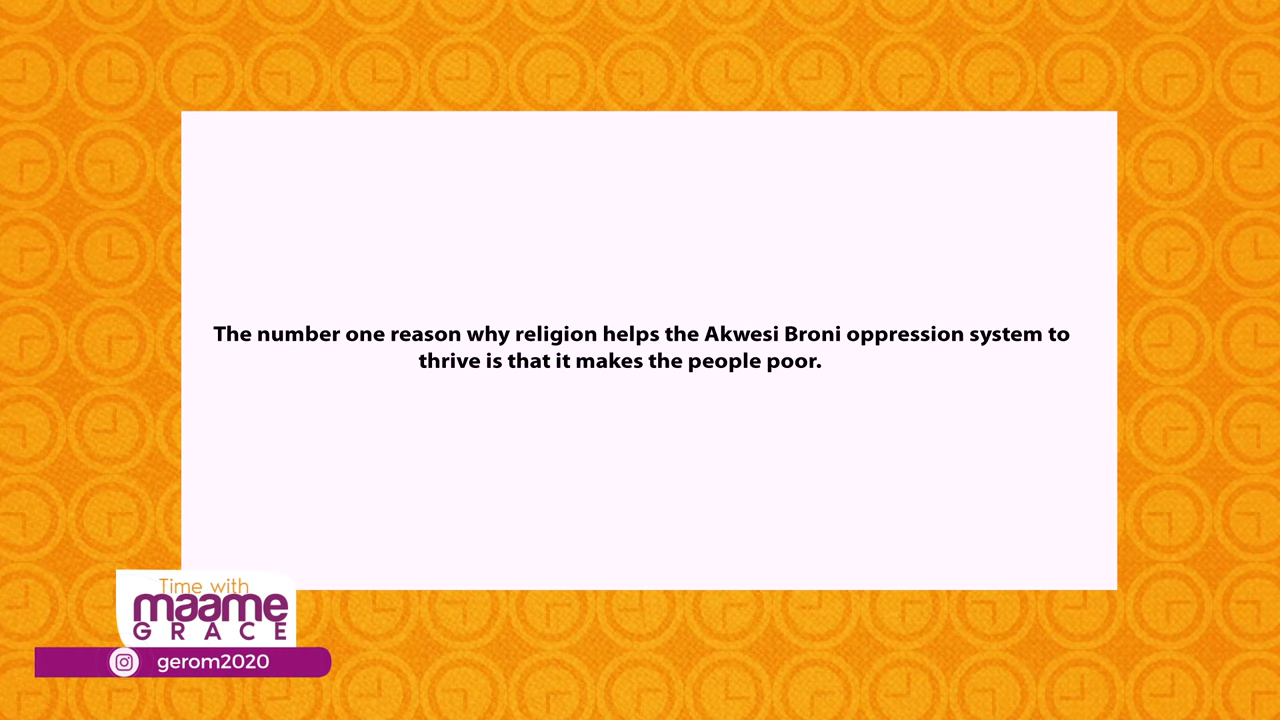 The number one reason why religion helps the Akwesi Broni oppression system to
thrive is that it makes the people poor.
Time with
maame
GRACE
gerom2020